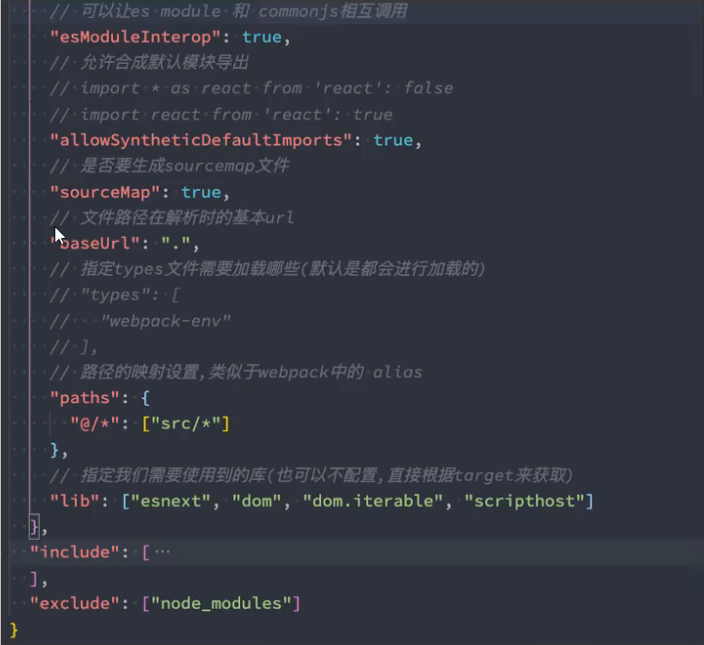 // 可以让es module 和 commonjs相互调用
"esModuleInterop": true,
// 允许合成默认模块导出
// import * as react from 'react': false
// import react from 'react': true
"allowSyntheticDefaultImports": true,
// 是否要生成sourcemap文件
"sourceMap": true,
// 文件路径在解析时的基本url
"baseUrl": ".",
// 指定types文件需要加载哪些(默认是都会进行加载的)
// "types": [
//   "webpack-env"
// ],
// 路径的映射设置,类似于webpack中的 alias
"paths": {
"@/*": ["src/*"]
},
// 指定我们需要使用到的库(也可以不配置,直接根据target来获取)
"lib": ["esnext", "dom", "dom.iterable", "scripthost"]
},
"include": [ ···
],
"exclude": ["node_modules"]
}